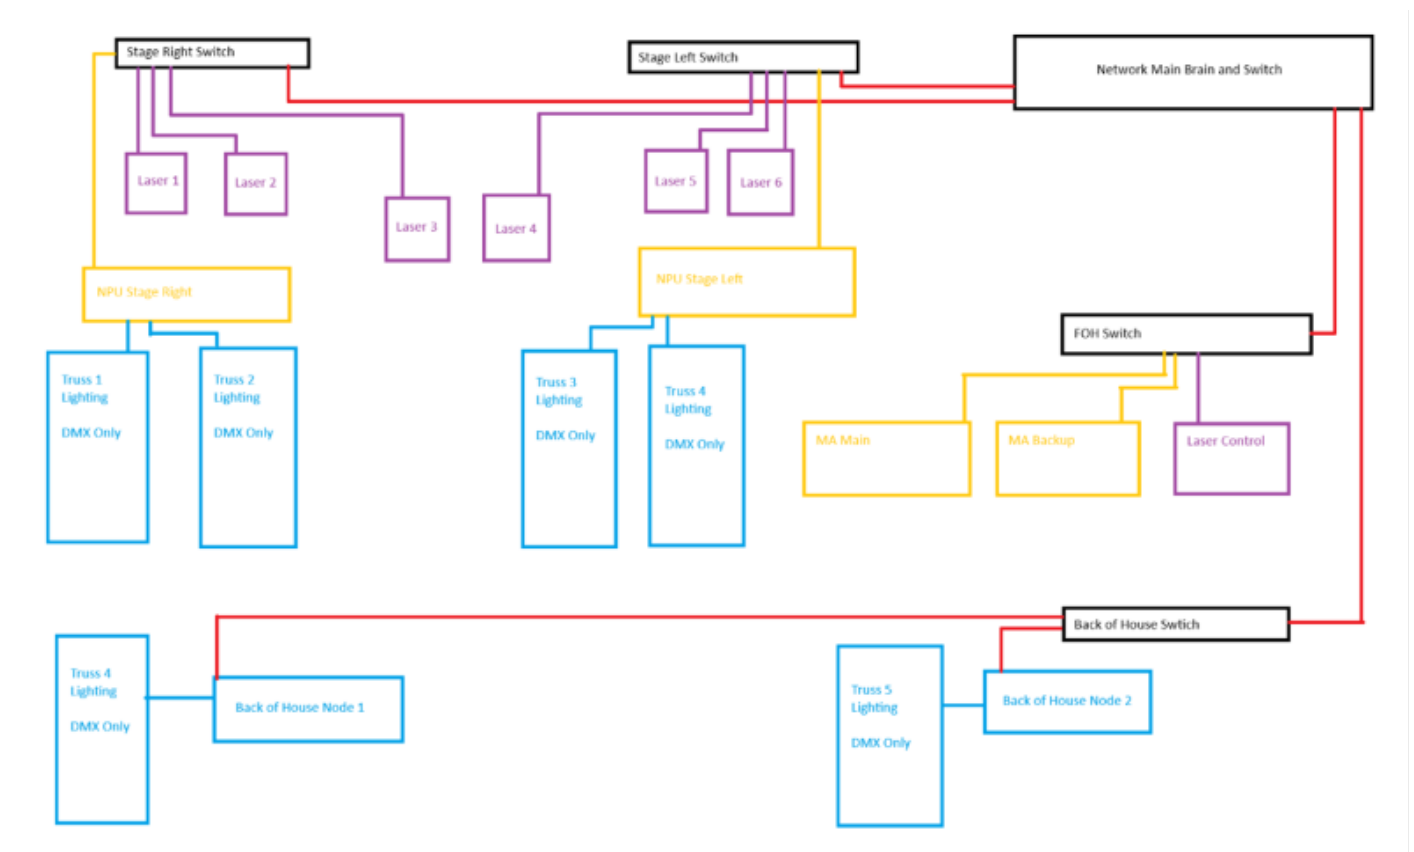 Stage Right Switch
Stage Left Switch
Network Main Brain and Switch
Laser 1
Laser 2
Laser 3
Laser 4
Laser 5
Laser 6
NPU Stage Right
NPU Stage Left
FOH Switch
Truss 1
Lighting
DMX Only
Truss 2
Lighting
DMX Only
Truss 3
Lighting
DMX Only
Truss 4
Lighting
DMX Only
MA Main
MA Backup
Laser Control
Back of House Swtich
Truss 4
Lighting
DMX Only
Back of House Node 1
Truss 5
Lighting
DMX Only
Back of House Node 2